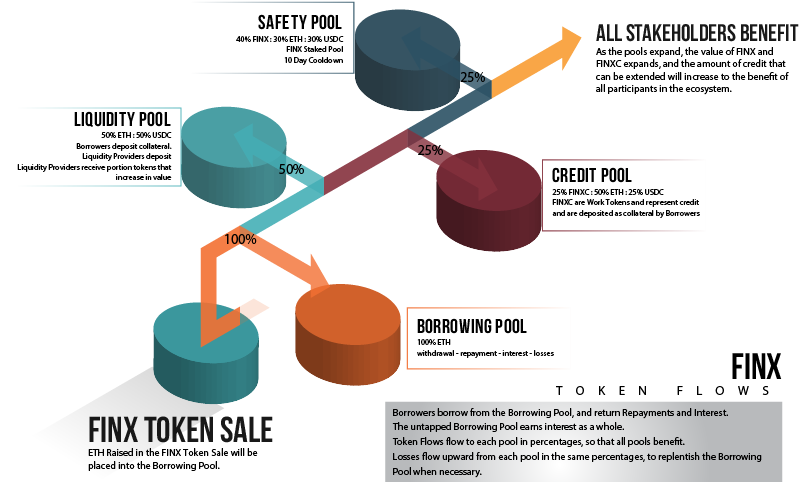 SAFETY POOL
40% FINX : 30% ETH : 30% USDC
FINX Staked Pool
10 Day Cooldown
25%
ALL STAKEHOLDERS BENEFIT
As the pools expand, the value of FINX and
FINXC expands, and the amount of credit that
can be extended will increase to the benefit of
all participants in the ecosystem.
LIQUIDITY POOL
50% ETH : 50% USDC
Borrowers deposit collateral.
Liquidity Providers deposit
Liquidity Providers receive portion tokens that
increase in value
50%
25%
CREDIT POOL
25% FINXC : 50% ETH : 25% USDC
FINXC are Work Tokens and represent credit
and are deposited as collateral by Borrowers
100%
BORROWING POOL
100% ETH
withdrawal - repayment - interest - losses
FINX TOKEN SALE
ETH Raised in the FINX Token Sale will be
placed into the Borrowing Pool.
FINX
TOKEN FLOWS
Borrowers borrow from the Borrowing Pool, and return Repayments and Interest.
The untapped Borrowing Pool earns interest as a whole.
Token Flows flow to each pool in percentages, so that all pools benefit.
Losses flow upward from each pool in the same percentages, to replentish the Borrowing
Pool when necessary.